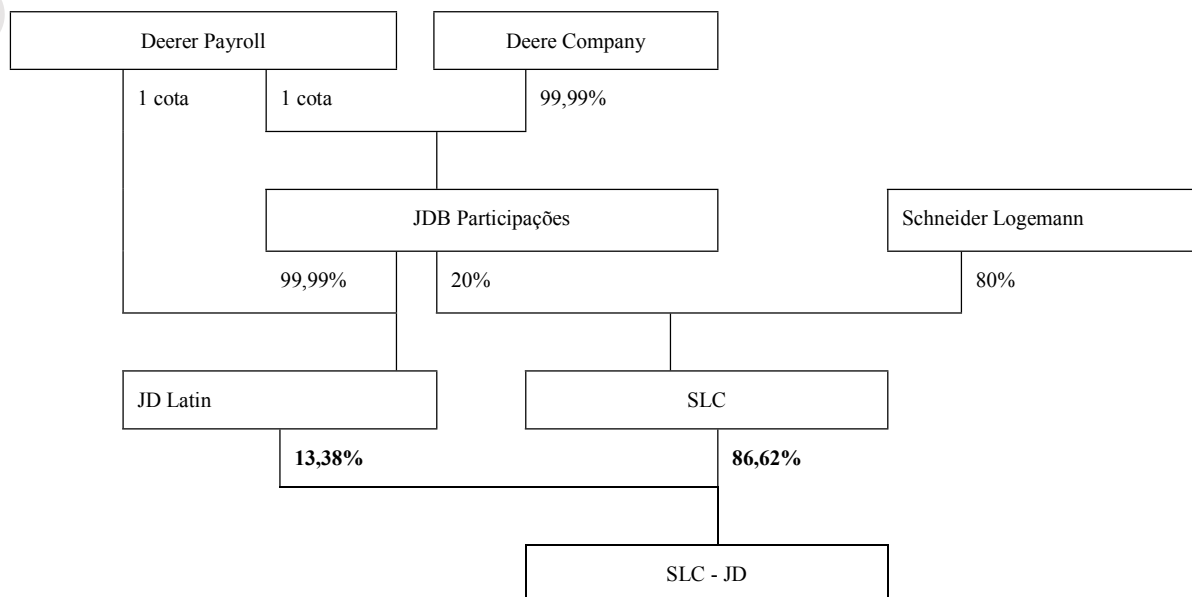 Deerer Payroll
Deere Company
1 cota
1 cota
99,99%
JDB Participações
Schneider Logemann
99,99%
20%
80%
JD Latin
SLC
13,38%
86,62%
SLC - JD